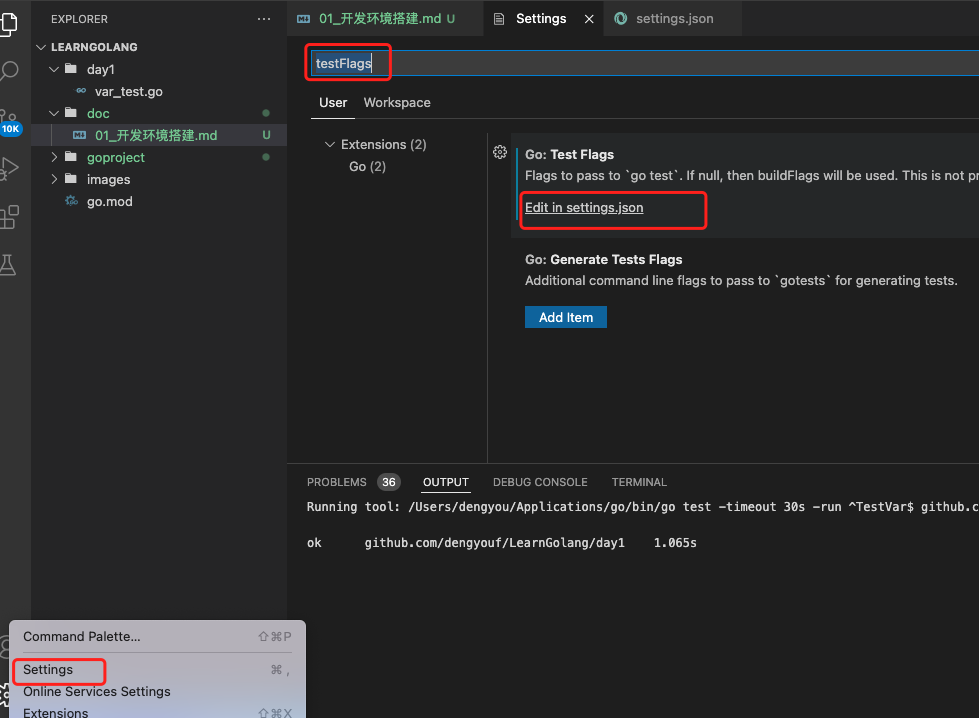 EXPLORER
LEARNGOLANG
day1
var_test.go
doc
01_开发环境搭建.md U
goproject
images
go.mod
10K
01_开发环境搭建.md U
Settings
settings.json
testFlags
User Workspace
Extensions (2)
Go (2)
Go: Test Flags
Flags to pass to `go test`. If null, then buildFlags will be used. This is not pr
Edit in settings.json
Go: Generate Tests Flags
Additional command line flags to pass to `gotests` for generating tests.
Add Item
PROBLEMS 36 OUTPUT DEBUG CONSOLE TERMINAL
Running tool: /Users/dengyou/Applications/go/bin/go test -timeout 30s -run ^TestVar$ github.c
ok github.com/dengyouf/LearnGolang/day1 1.065s
Command Palette... ⇧⌘P
Settings ⌘ ,
Online Services Settings
Extensions ⇧⌘X